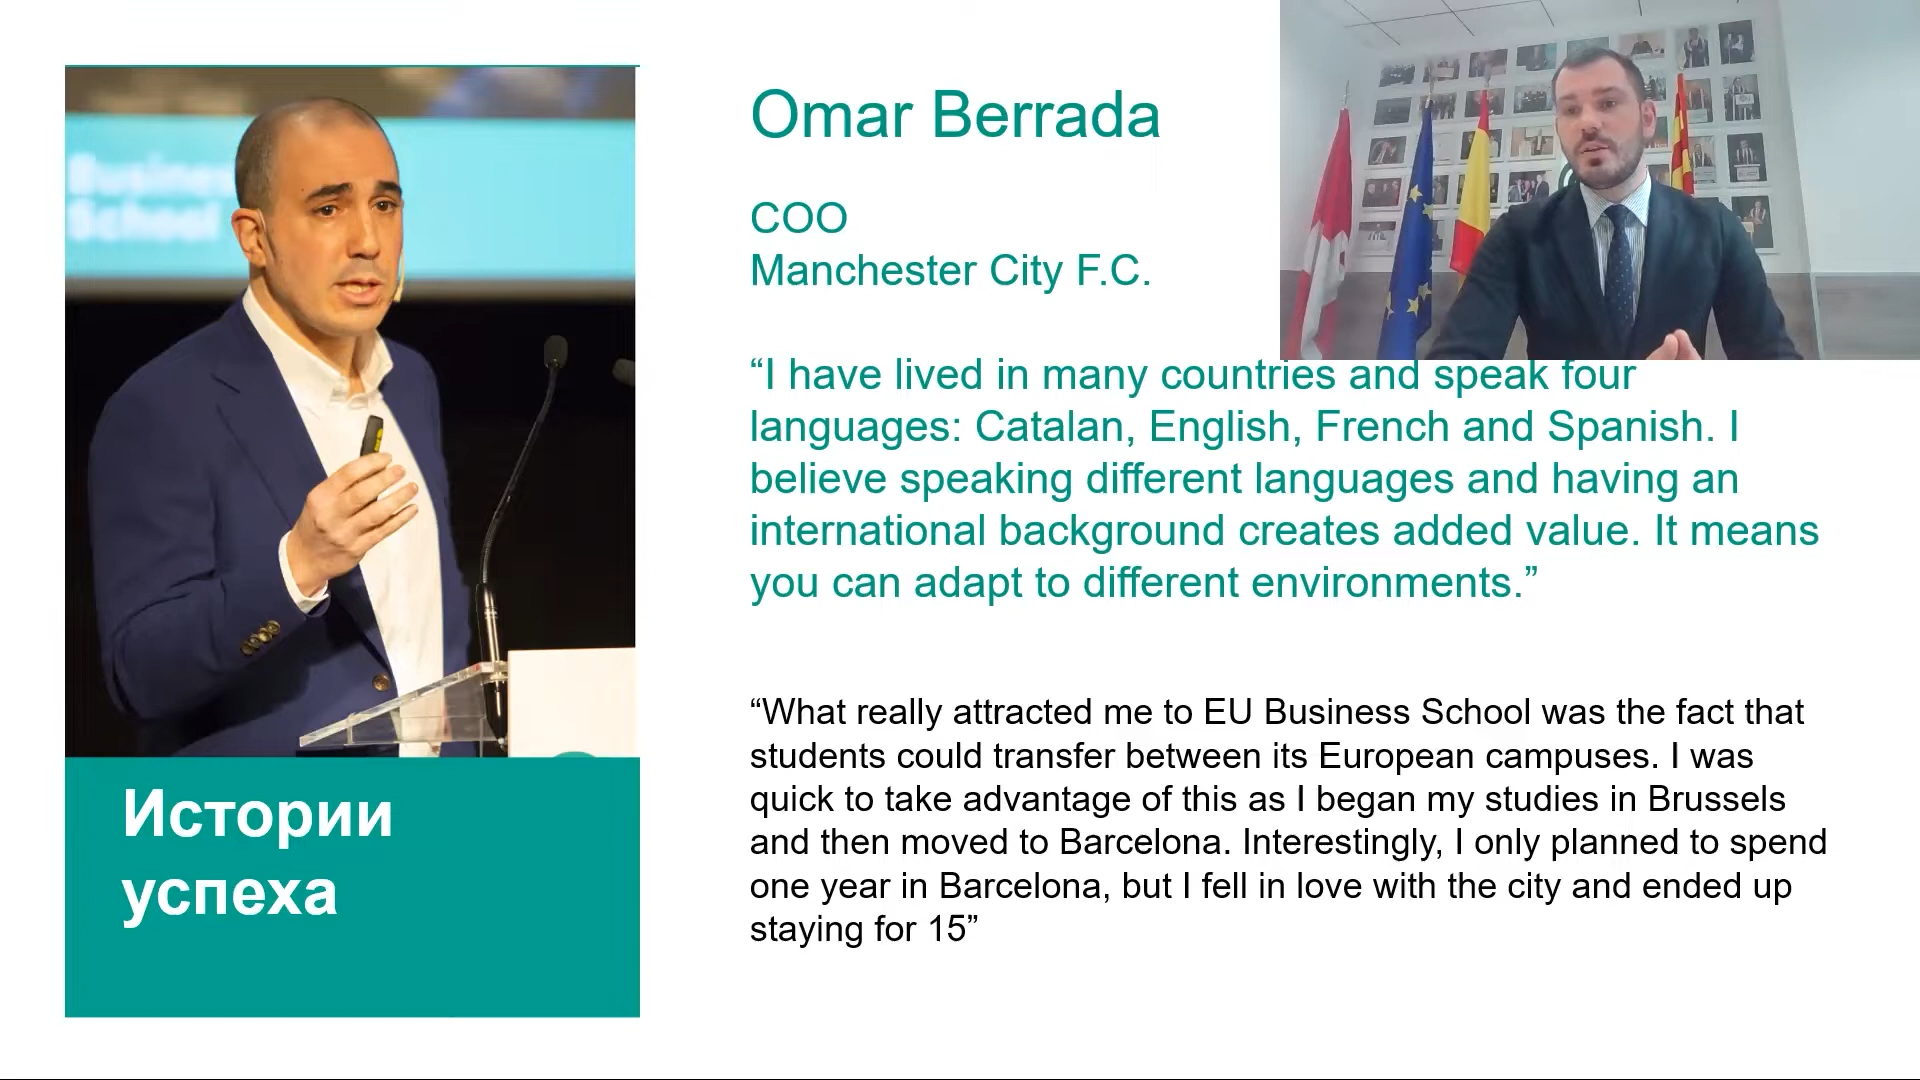 Omar Berrada
COO
Manchester City F.C.
“I have lived in many countries and speak four
languages: Catalan, English, French and Spanish. I
believe speaking different languages and having an
international background creates added value. It means
you can adapt to different environments.”
“What really attracted me to EU Business School was the fact that
students could transfer between its European campuses. I was
quick to take advantage of this as I began my studies in Brussels
and then moved to Barcelona. Interestingly, I only planned to spend
one year in Barcelona, but I fell in love with the city and ended up
staying for 15”
Business
School
Истории
успеха